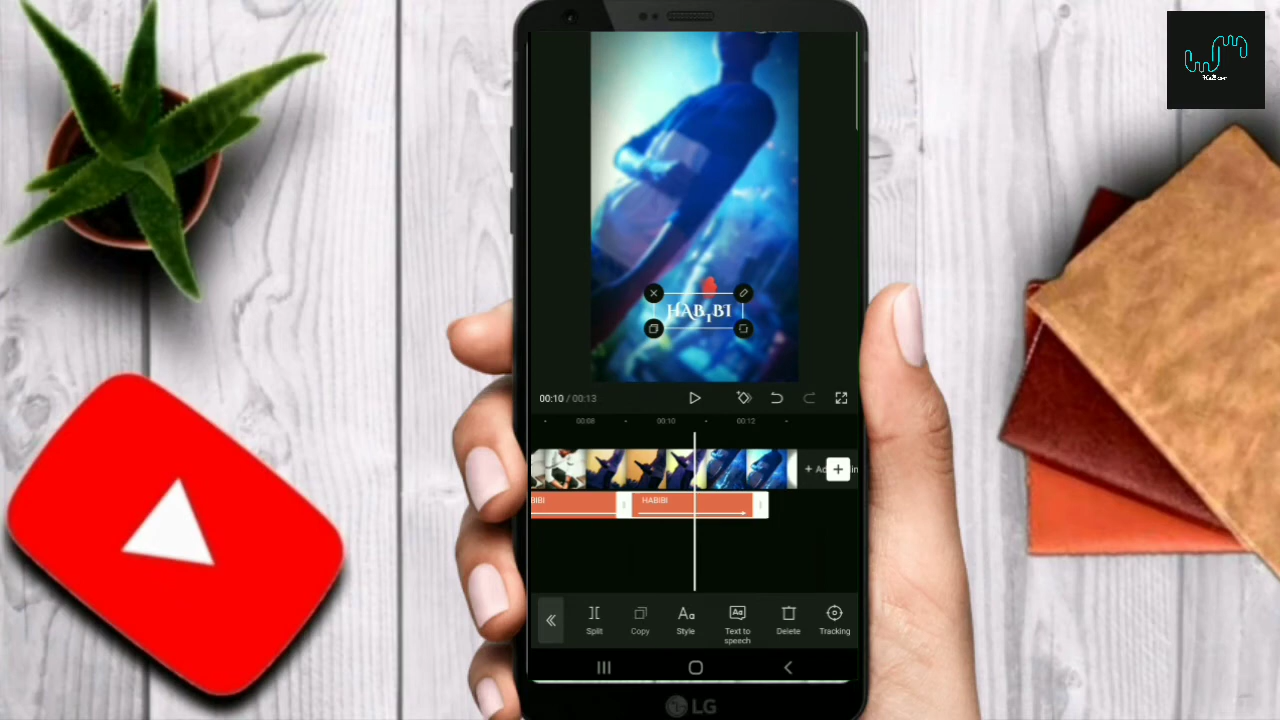 HABIBI
00:10 / 00:13
00:08
00:10
00:12
+ Ad
BIBI
HABIBI
Split
Copy
Style
Text to
speech
Delete
Tracking
LG